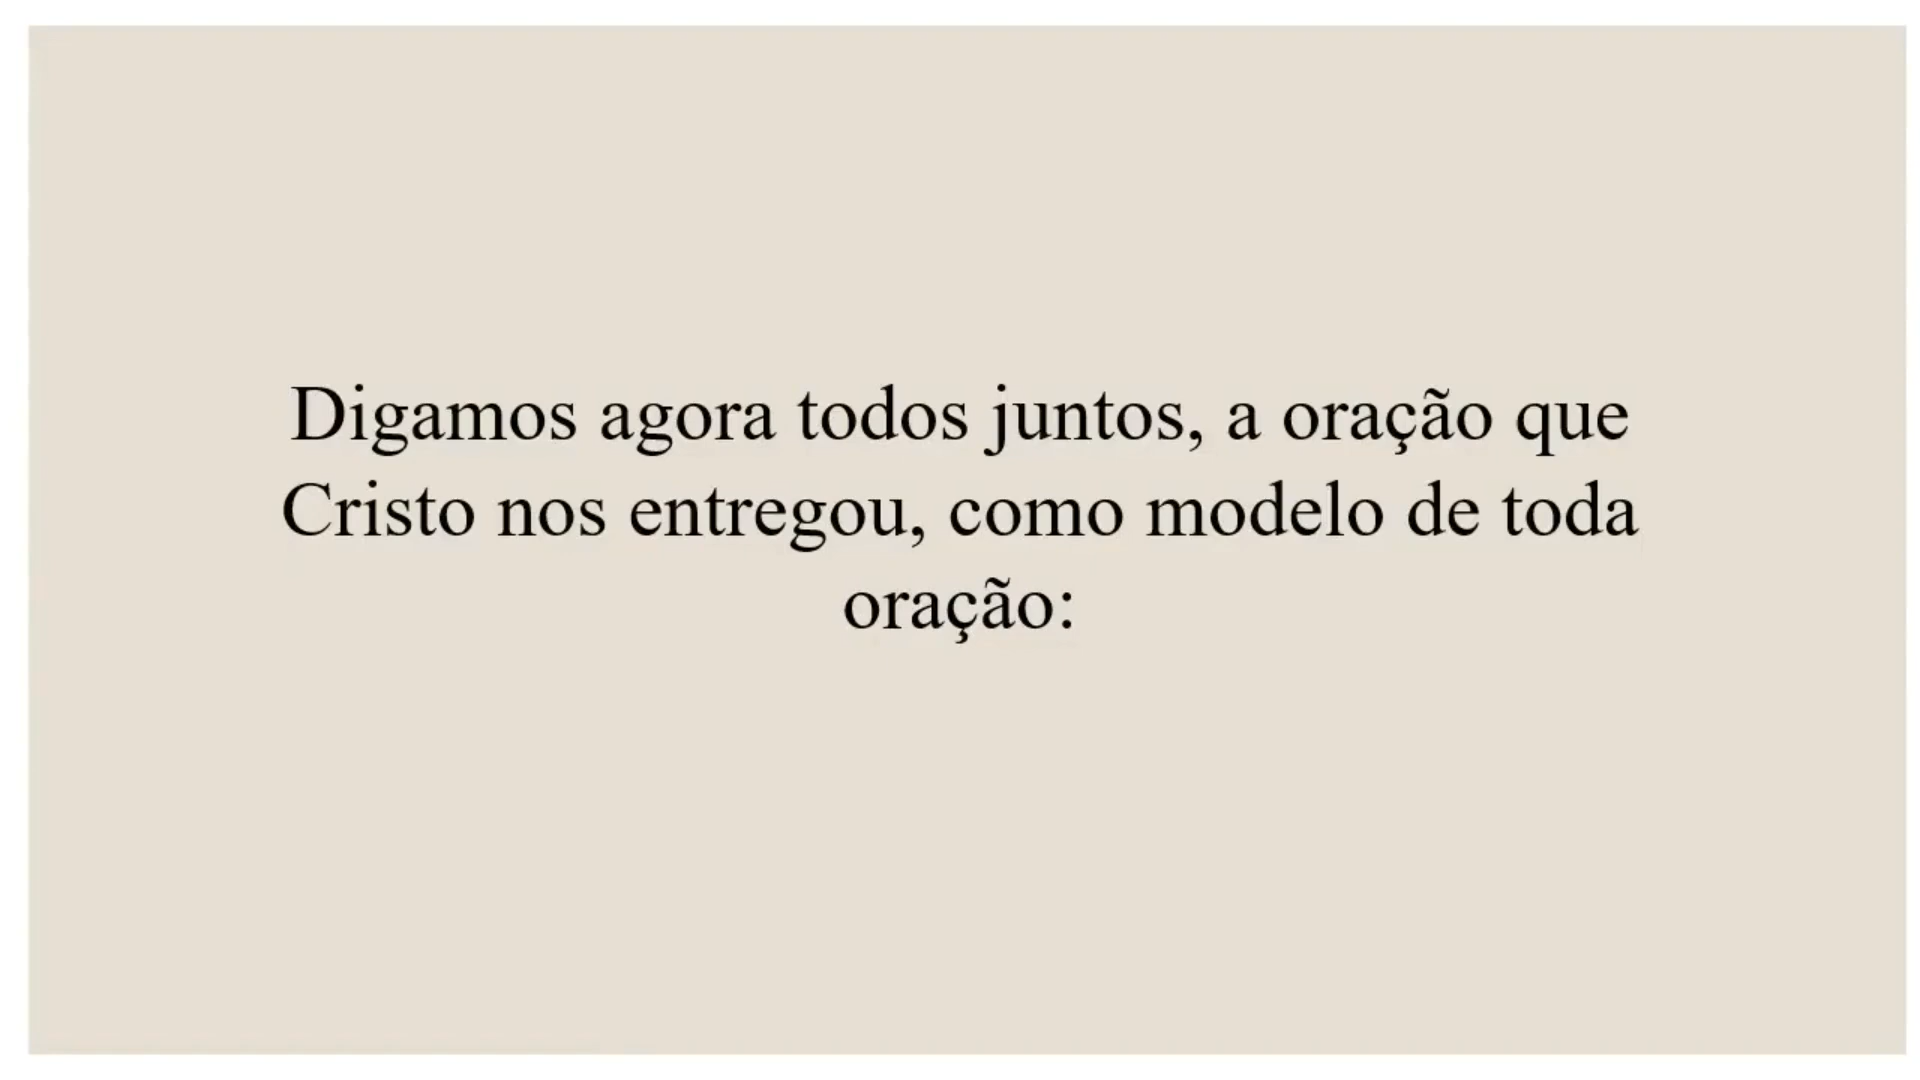 Digamos agora todos juntos, a oração que
Cristo nos entregou, como modelo de toda
oração: